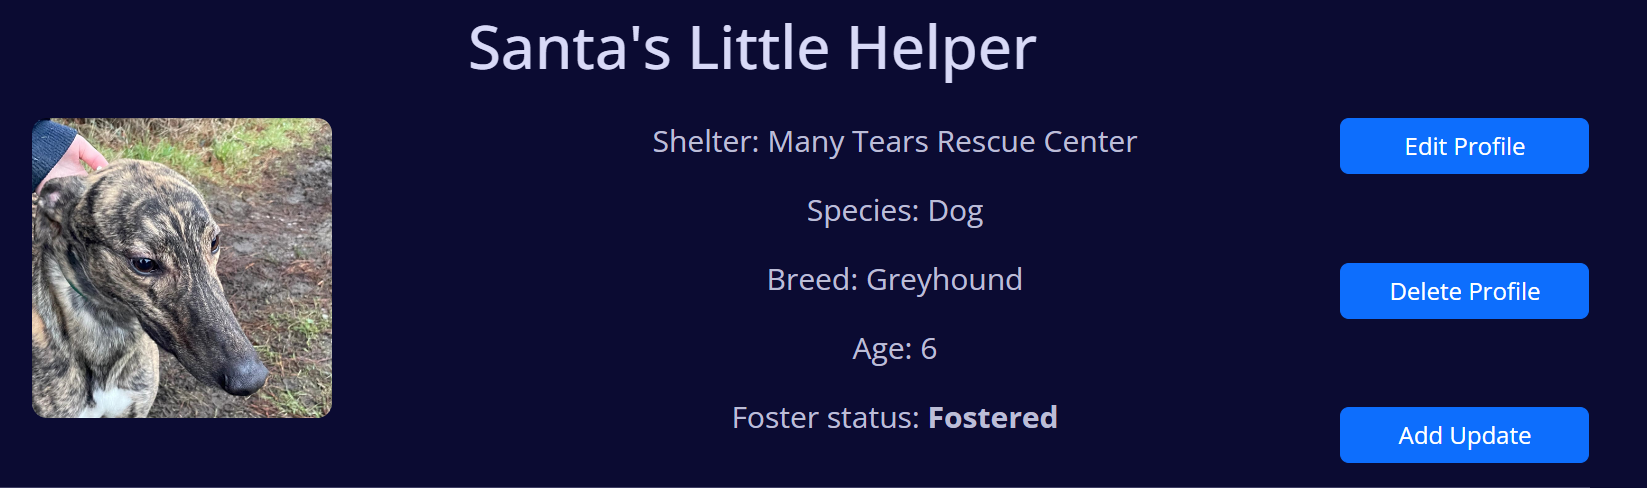 Santa's Little Helper
Shelter: Many Tears Rescue Center
Species: Dog
Breed: Greyhound
Age: 6
Foster status: Fostered
Edit Profile
Delete Profile
Add Update